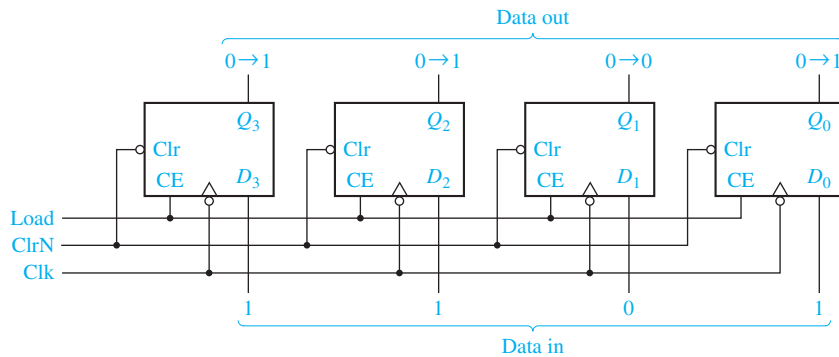 Data out
0→1 0→1 0→0 0→1
Q3 Q2 Q1 Q0
Clr Clr Clr Clr
CE D3 CE D2 CE D1 CE D0
Load
ClrN
Clk
1 1 0 1
Data in